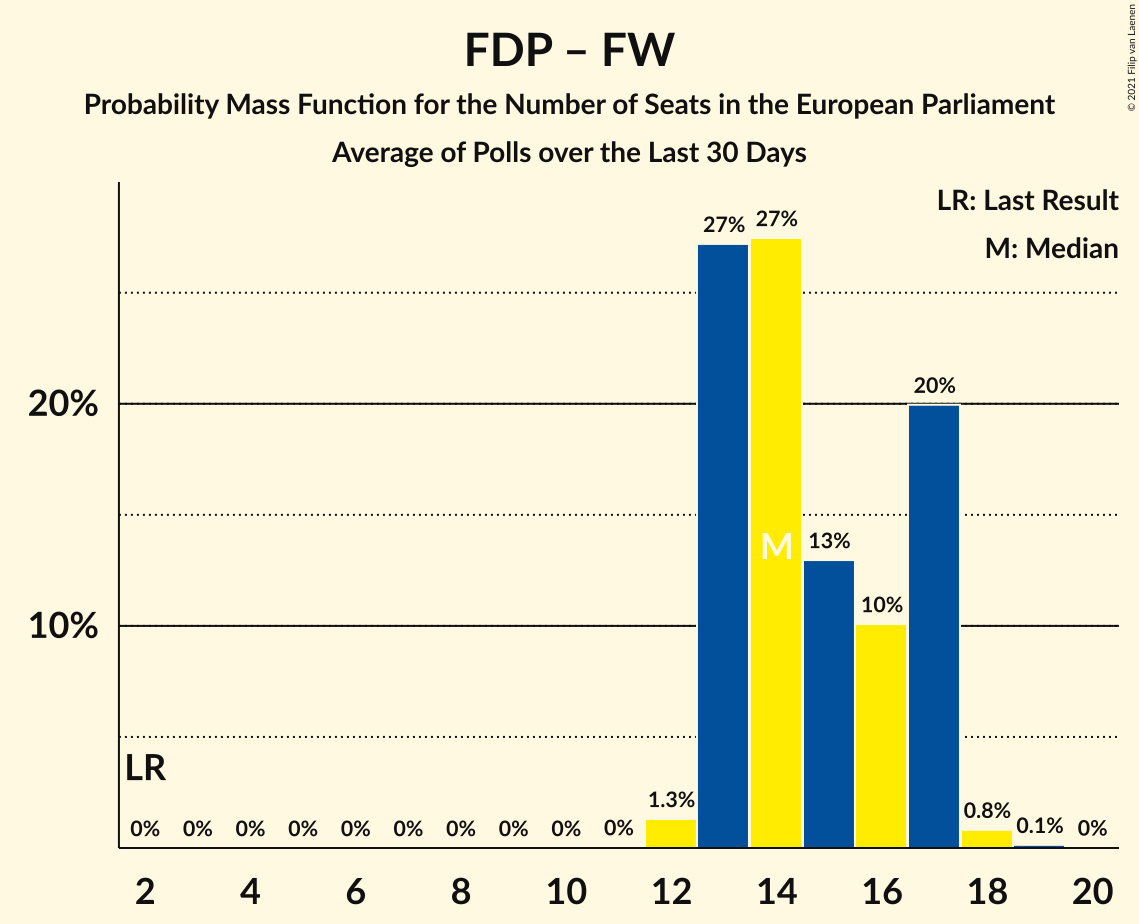 FDP – FW
Probability Mass Function for the Number of Seats in the European Parliament
Average of Polls over the Last 30 Days
© 2021 Filip van Laenen
LR: Last Result
M: Median
20%
10%
LR
M
0% 0% 0% 0% 0% 0% 0% 0% 0% 0% 1.3% 27% 27% 13% 10% 20% 0.8% 0.1% 0%
2 4 6 8 10 12 14 16 18 20